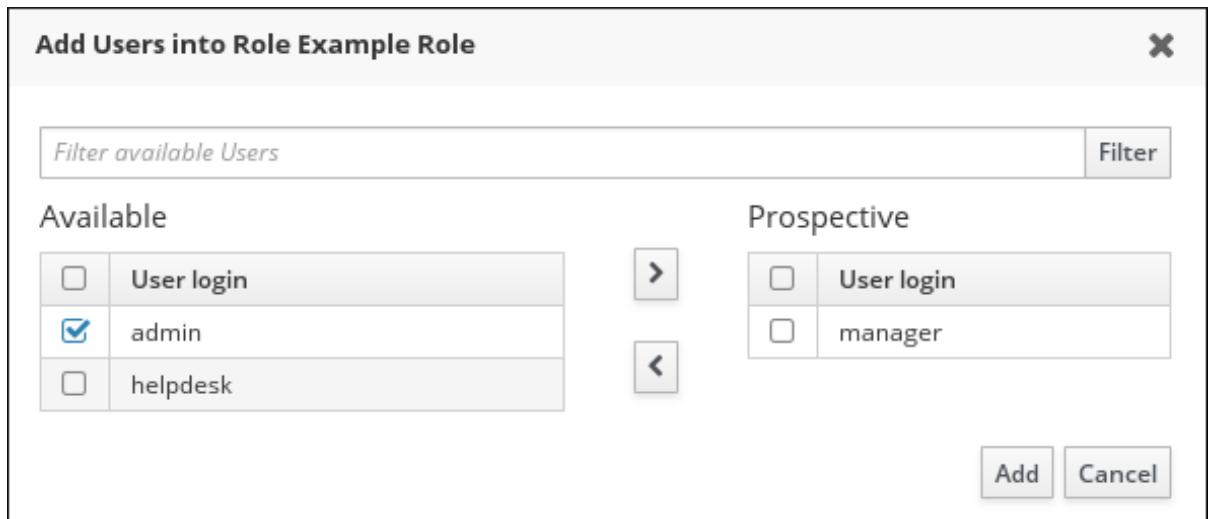 Add Users into Role Example Role
Filter available Users
Filter
Available
Prospective
User login
User login
admin
manager
helpdesk
Add
Cancel